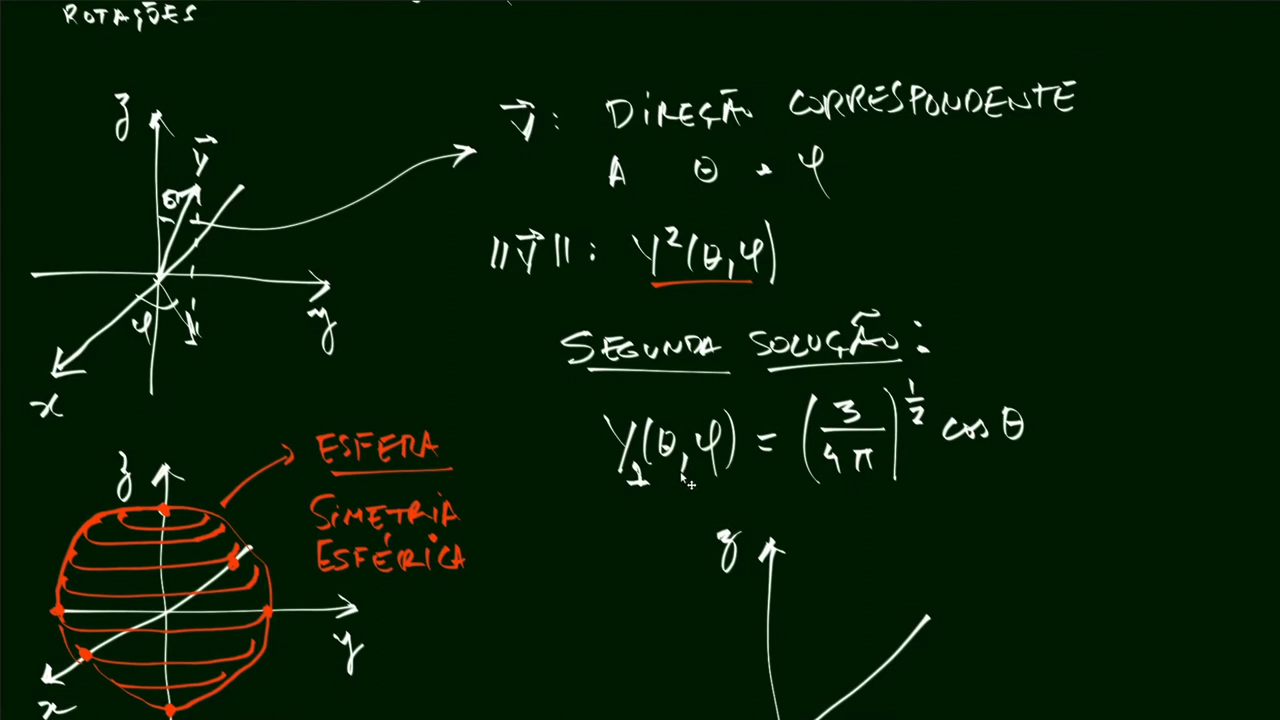 ROTAÇÕES
z
V⃗
θ
φ
y
x
V⃗: DIREÇÃO CORRESPONDENTE
A θ e φ
||V⃗||: Y²(θ,φ)
SEGUNDA SOLUÇÃO:
Y₁(θ,φ) = (3/4π)^½ cos θ
z
ESFERA
SIMETRIA
ESFÉRICA
y
x
z